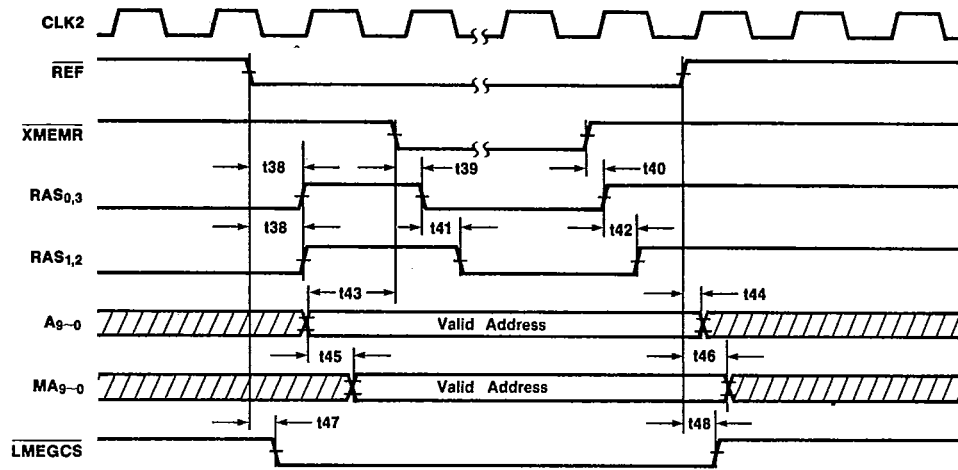 CLK2
REF
XMEMR
t38
t39
t40
RAS0,3
t38
t41
t42
RAS1,2
t43
t44
A9~0
Valid Address
t45
t46
MA9~0
Valid Address
t47
t48
LMEGCS